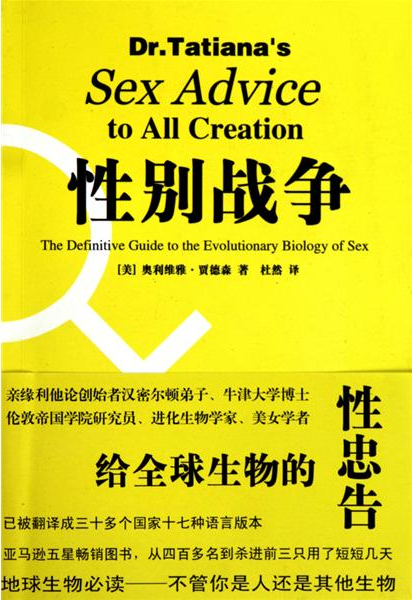 Dr.Tatiana's
Sex Advice
to All Creation
性别战争
The Definitive Guide to the Evolutionary Biology of Sex
[美] 奥利维雅·贾德森 著 杜然 译
亲缘利他论创始者汉密尔顿弟子、牛津大学博士
伦敦帝国学院研究员、进化生物学家、美女学者
给全球生物的
性忠告
已被翻译成三十多个国家十七种语言版本
亚马逊五星畅销图书，从四百多名到杀进前三只用了短短几天
地球生物必读——不管你是人还是其他生物